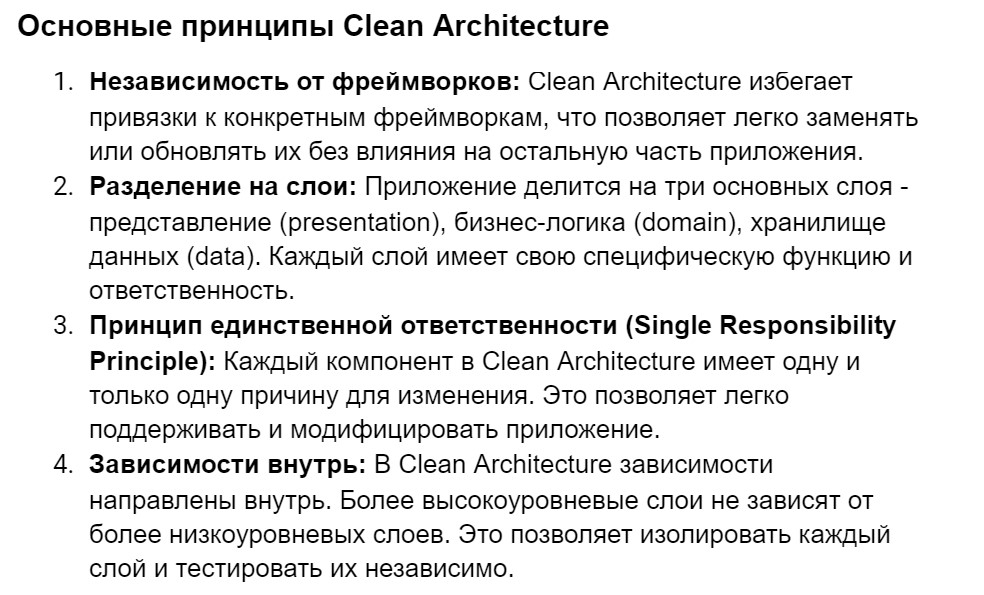 Основные принципы Clean Architecture
1. Независимость от фреймворков: Clean Architecture избегает
привязки к конкретным фреймворкам, что позволяет легко заменять
или обновлять их без влияния на остальную часть приложения.
2. Разделение на слои: Приложение делится на три основных слоя -
представление (presentation), бизнес-логика (domain), хранилище
данных (data). Каждый слой имеет свою специфическую функцию и
ответственность.
3. Принцип единственной ответственности (Single Responsibility
Principle): Каждый компонент в Clean Architecture имеет одну и
только одну причину для изменения. Это позволяет легко
поддерживать и модифицировать приложение.
4. Зависимости внутрь: В Clean Architecture зависимости
направлены внутрь. Более высокоуровневые слои не зависят от
более низкоуровневых слоев. Это позволяет изолировать каждый
слой и тестировать их независимо.